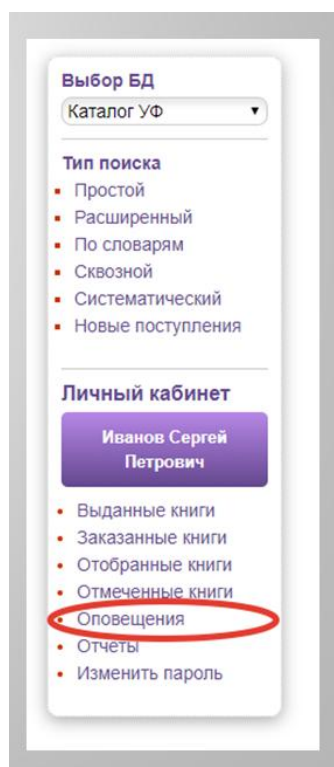 Выбор БД
Каталог УФ
Тип поиска
Простой
Расширенный
По словарям
Сквозной
Систематический
Новые поступления
Личный кабинет
Иванов Сергей
Петрович
Выданные книги
Заказанные книги
Отобранные книги
Отмеченные книги
Оповещения
Отчеты
Изменить пароль